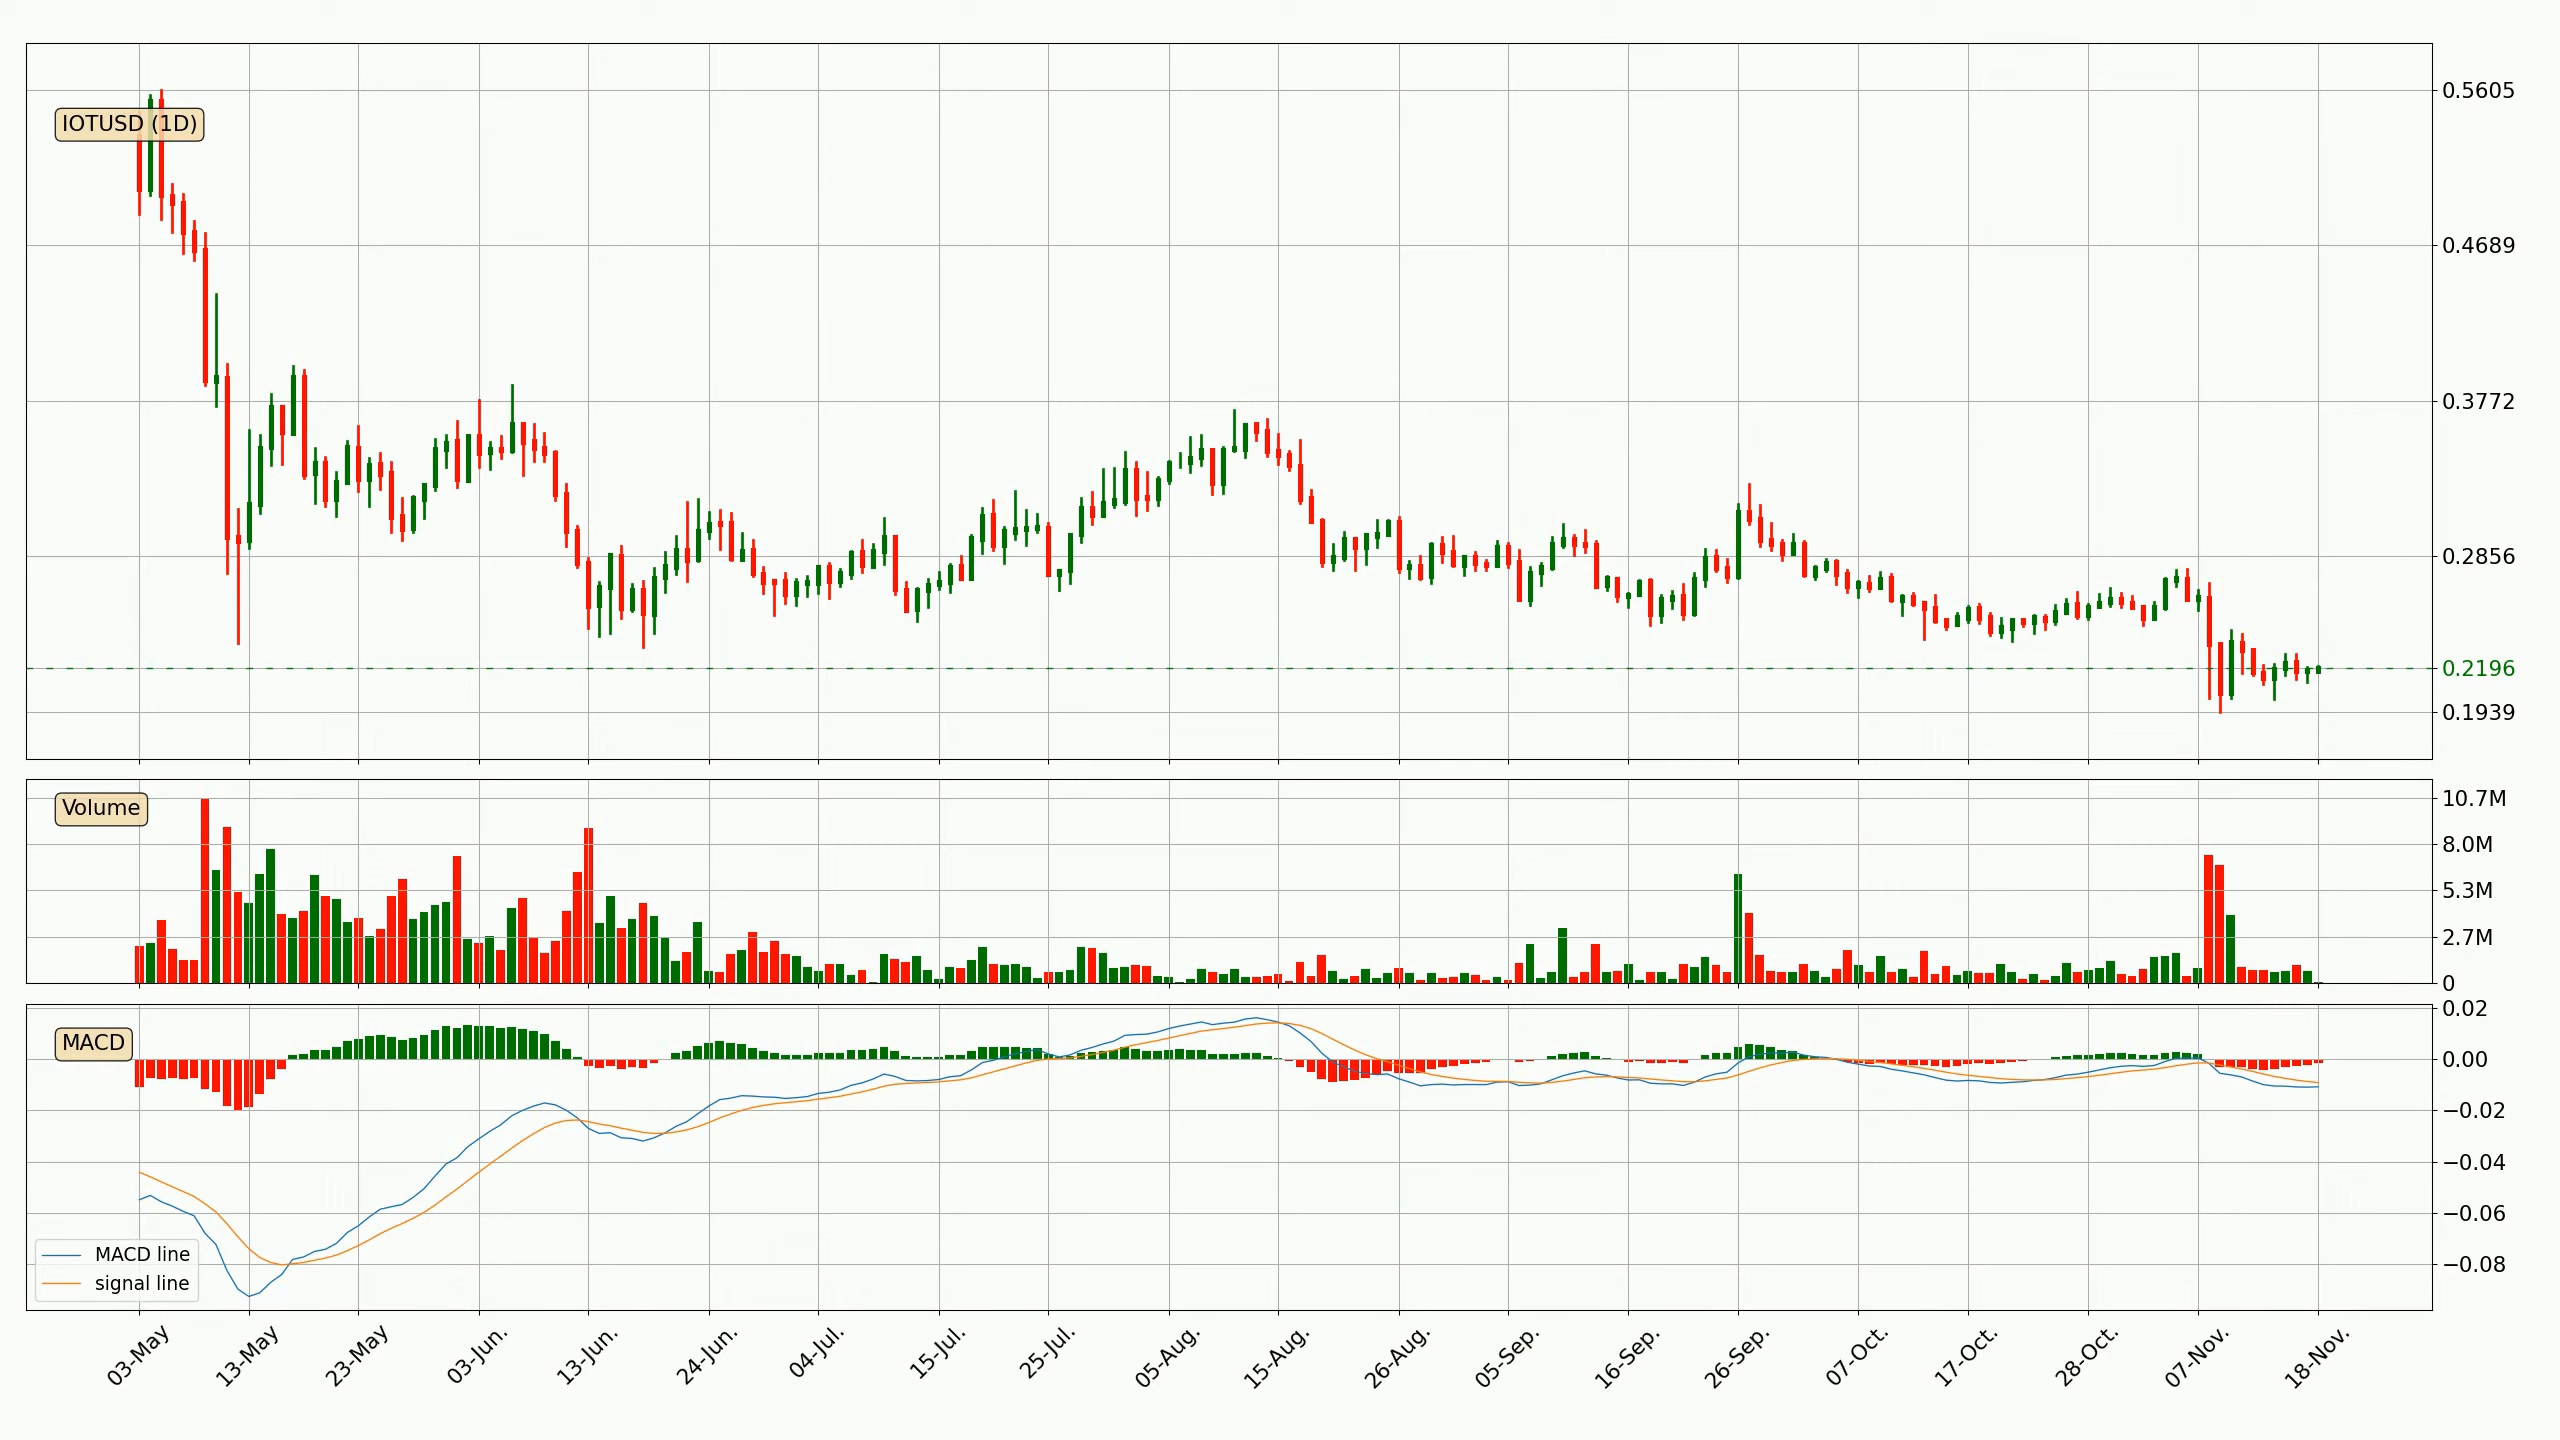 IOTUSD (1D)
0.5605
0.4689
0.3772
0.2856
0.2196
0.1939
Volume
10.7M
8.0M
5.3M
2.7M
0
MACD
0.02
0.00
−0.02
−0.04
−0.06
−0.08
MACD line
signal line
03-May
13-May
23-May
03-Jun.
13-Jun.
24-Jun.
04-Jul.
15-Jul.
25-Jul.
05-Aug.
15-Aug.
26-Aug.
05-Sep.
16-Sep.
26-Sep.
07-Oct.
17-Oct.
28-Oct.
07-Nov.
18-Nov.